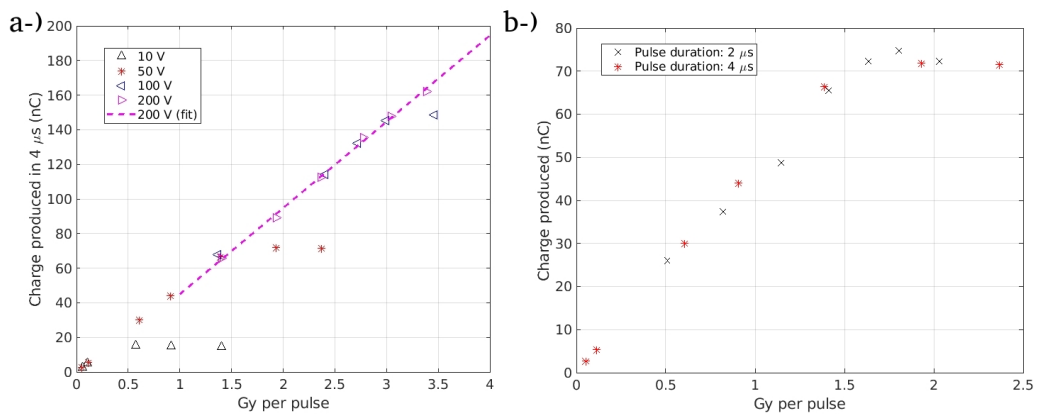 a-)
200
180
160
140
120
100
80
60
40
20
0
Charge produced in 4 μs (nC)
10 V
50 V
100 V
200 V
200 V (fit)
0 0.5 1 1.5 2 2.5 3 3.5 4
Gy per pulse
b-)
80
70
60
50
40
30
20
10
0
Charge produced (nC)
Pulse duration: 2 μs
Pulse duration: 4 μs
0 0.5 1 1.5 2 2.5
Gy per pulse